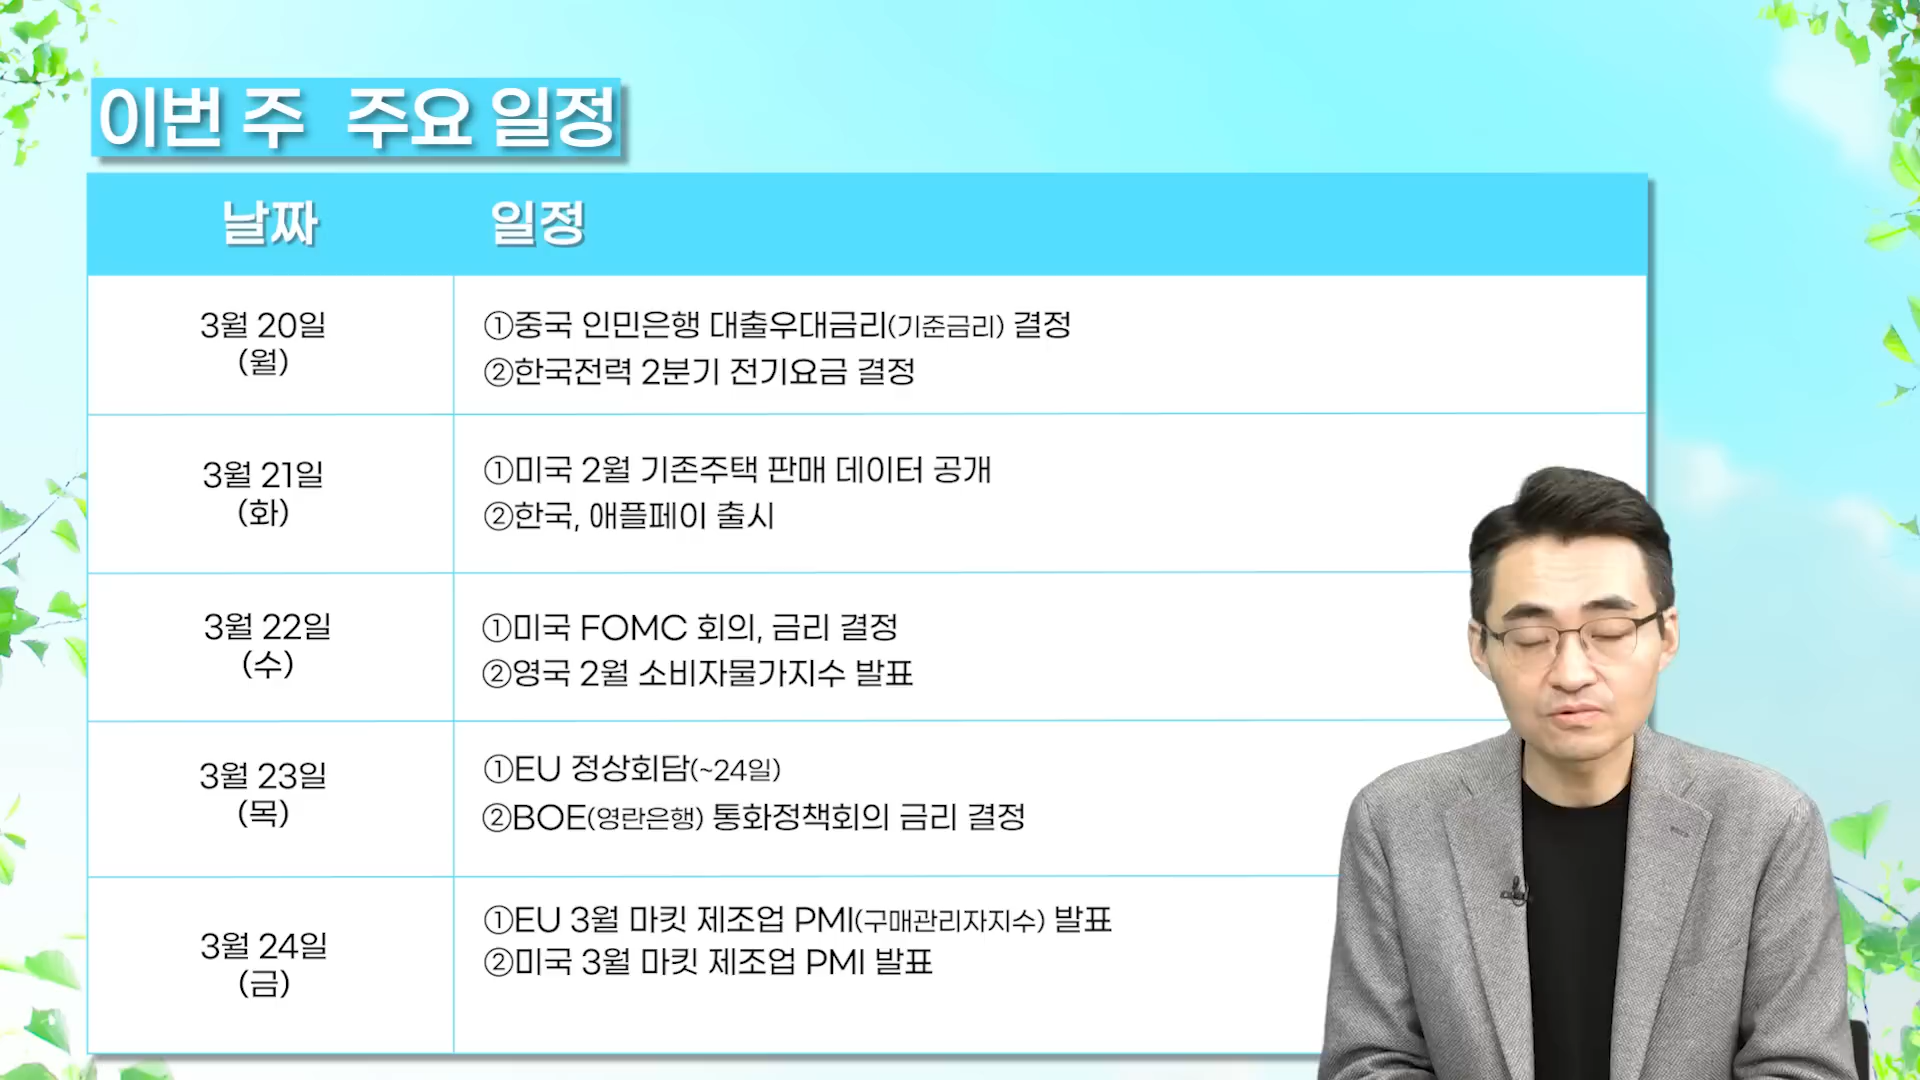 이번 주 주요 일정
날짜 일정
3월 20일
(월)
①중국 인민은행 대출우대금리(기준금리) 결정
②한국전력 2분기 전기요금 결정
3월 21일
(화)
①미국 2월 기존주택 판매 데이터 공개
②한국, 애플페이 출시
3월 22일
(수)
①미국 FOMC 회의, 금리 결정
②영국 2월 소비자물가지수 발표
3월 23일
(목)
①EU 정상회담(~24일)
②BOE(영란은행) 통화정책회의 금리 결정
3월 24일
(금)
①EU 3월 마킷 제조업 PMI(구매관리자지수) 발표
②미국 3월 마킷 제조업 PMI 발표